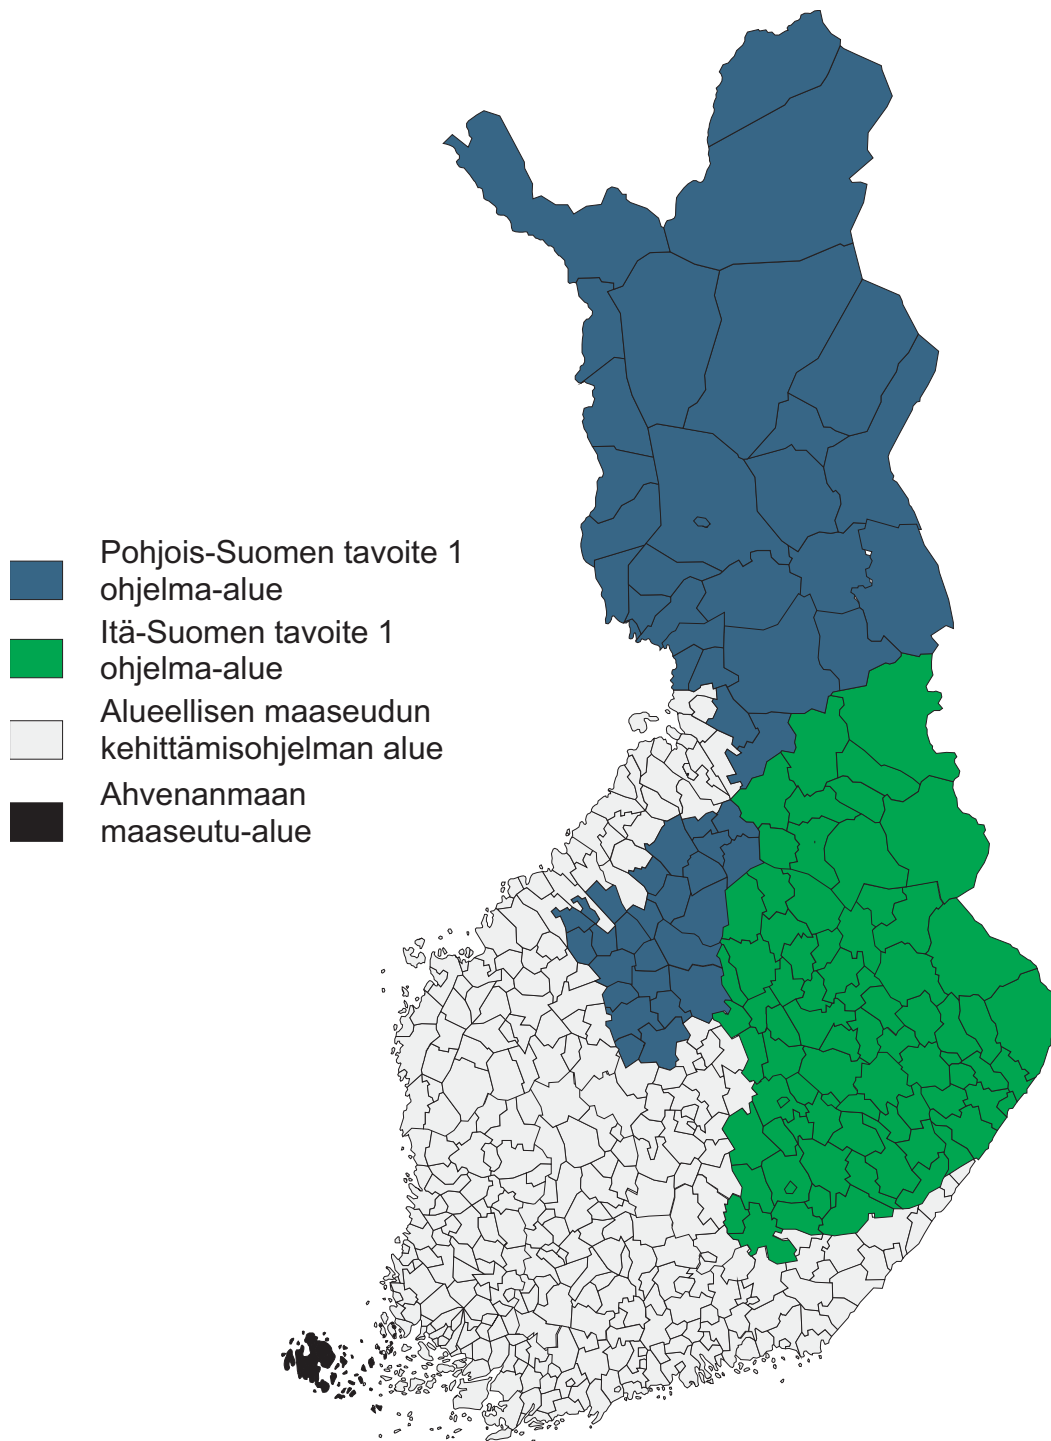 Pohjois-Suomen tavoite 1
ohjelma-alue
Itä-Suomen tavoite 1
ohjelma-alue
Alueellisen maaseudun
kehittämisohjelman alue
Ahvenanmaan
maaseutu-alue